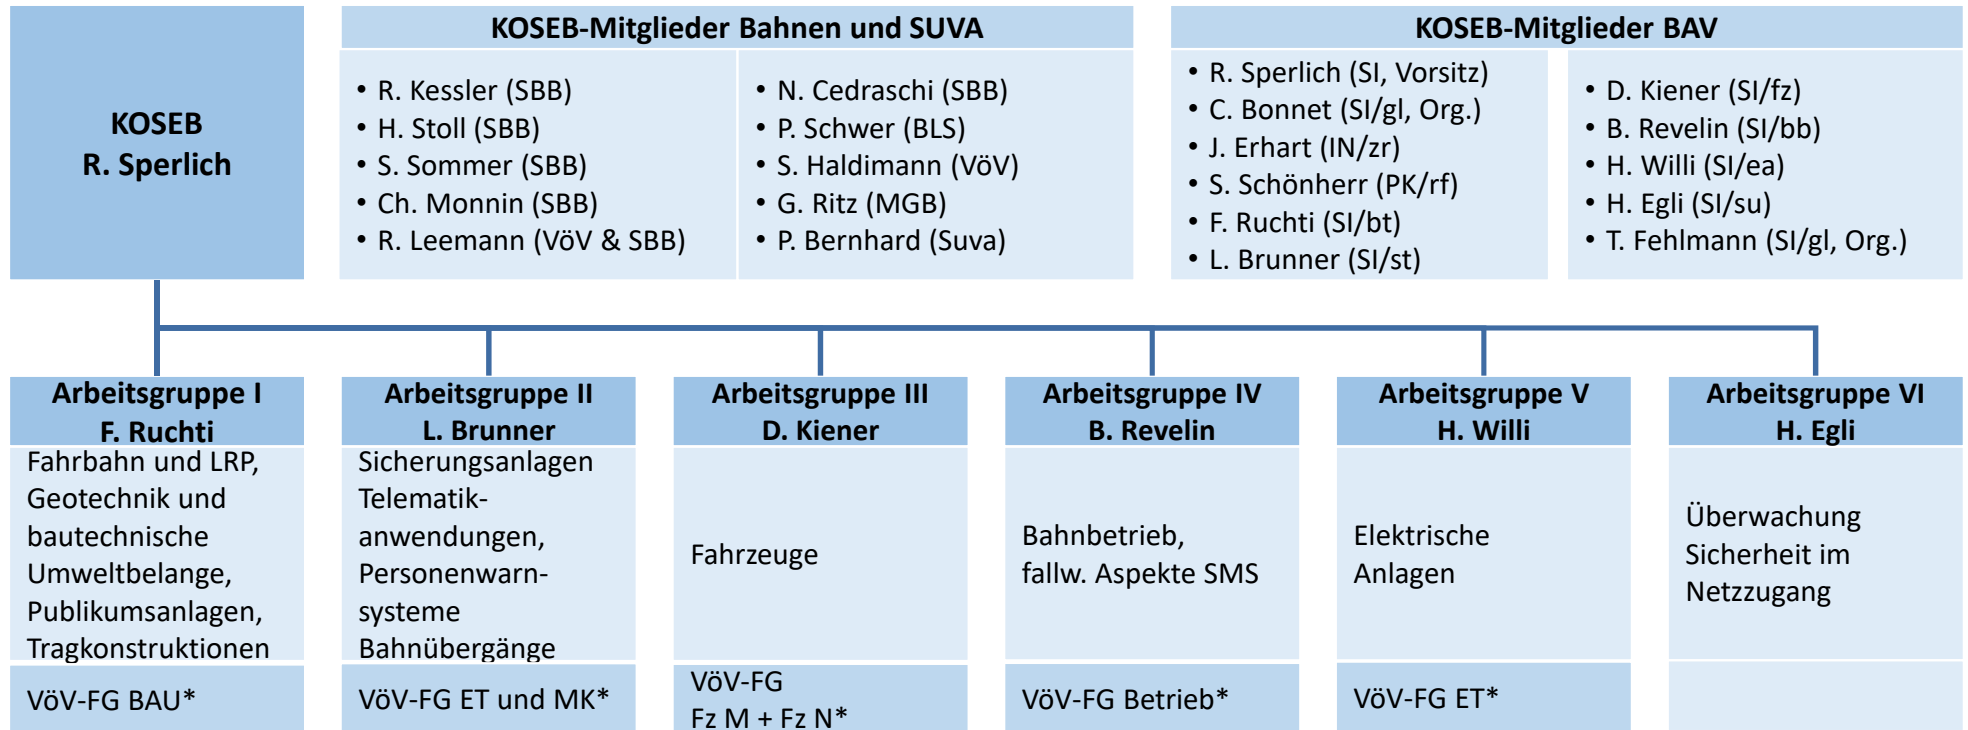 KOSEB
R. Sperlich
KOSEB-Mitglieder Bahnen und SUVA
• R. Kessler (SBB)
• H. Stoll (SBB)
• S. Sommer (SBB)
• Ch. Monnin (SBB)
• R. Leemann (VöV & SBB)
• N. Cedraschi (SBB)
• P. Schwer (BLS)
• S. Haldimann (VöV)
• G. Ritz (MGB)
• P. Bernhard (Suva)
KOSEB-Mitglieder BAV
• R. Sperlich (SI, Vorsitz)
• C. Bonnet (SI/gl, Org.)
• J. Erhart (IN/zr)
• S. Schönherr (PK/rf)
• F. Ruchti (SI/bt)
• L. Brunner (SI/st)
• D. Kiener (SI/fz)
• B. Revelin (SI/bb)
• H. Willi (SI/ea)
• H. Egli (SI/su)
• T. Fehlmann (SI/gl, Org.)
Arbeitsgruppe I
F. Ruchti
Fahrbahn und LRP,
Geotechnik und
bautechnische
Umweltbelange,
Publikumsanlagen,
Tragkonstruktionen
VöV-FG BAU*
Arbeitsgruppe II
L. Brunner
Sicherungsanlagen
Telematik-
anwendungen,
Personenwarn-
systeme
Bahnübergänge
VöV-FG ET und MK*
Arbeitsgruppe III
D. Kiener
Fahrzeuge
VöV-FG
Fz M + Fz N*
Arbeitsgruppe IV
B. Revelin
Bahnbetrieb,
fallw. Aspekte SMS
VöV-FG Betrieb*
Arbeitsgruppe V
H. Willi
Elektrische
Anlagen
VöV-FG ET*
Arbeitsgruppe VI
H. Egli
Überwachung
Sicherheit im
Netzzugang